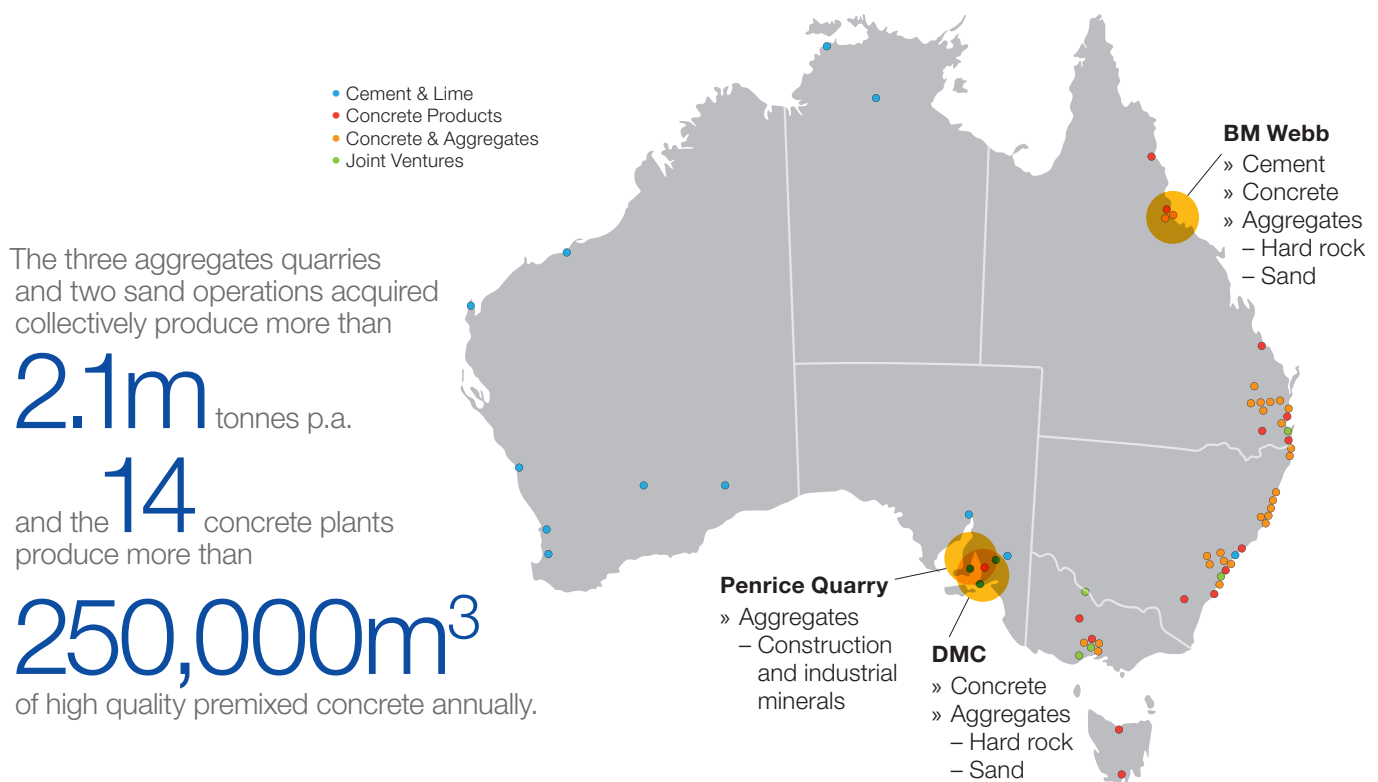 Cement & Lime
Concrete Products
Concrete & Aggregates
Joint Ventures
The three aggregates quarries
and two sand operations acquired
collectively produce more than
2.1m tonnes p.a.
and the 14 concrete plants
produce more than
250,000m³
of high quality premixed concrete annually.
BM Webb
» Cement
» Concrete
» Aggregates
– Hard rock
– Sand
Penrice Quarry
» Aggregates
– Construction
and industrial
minerals
DMC
» Concrete
» Aggregates
– Hard rock
– Sand